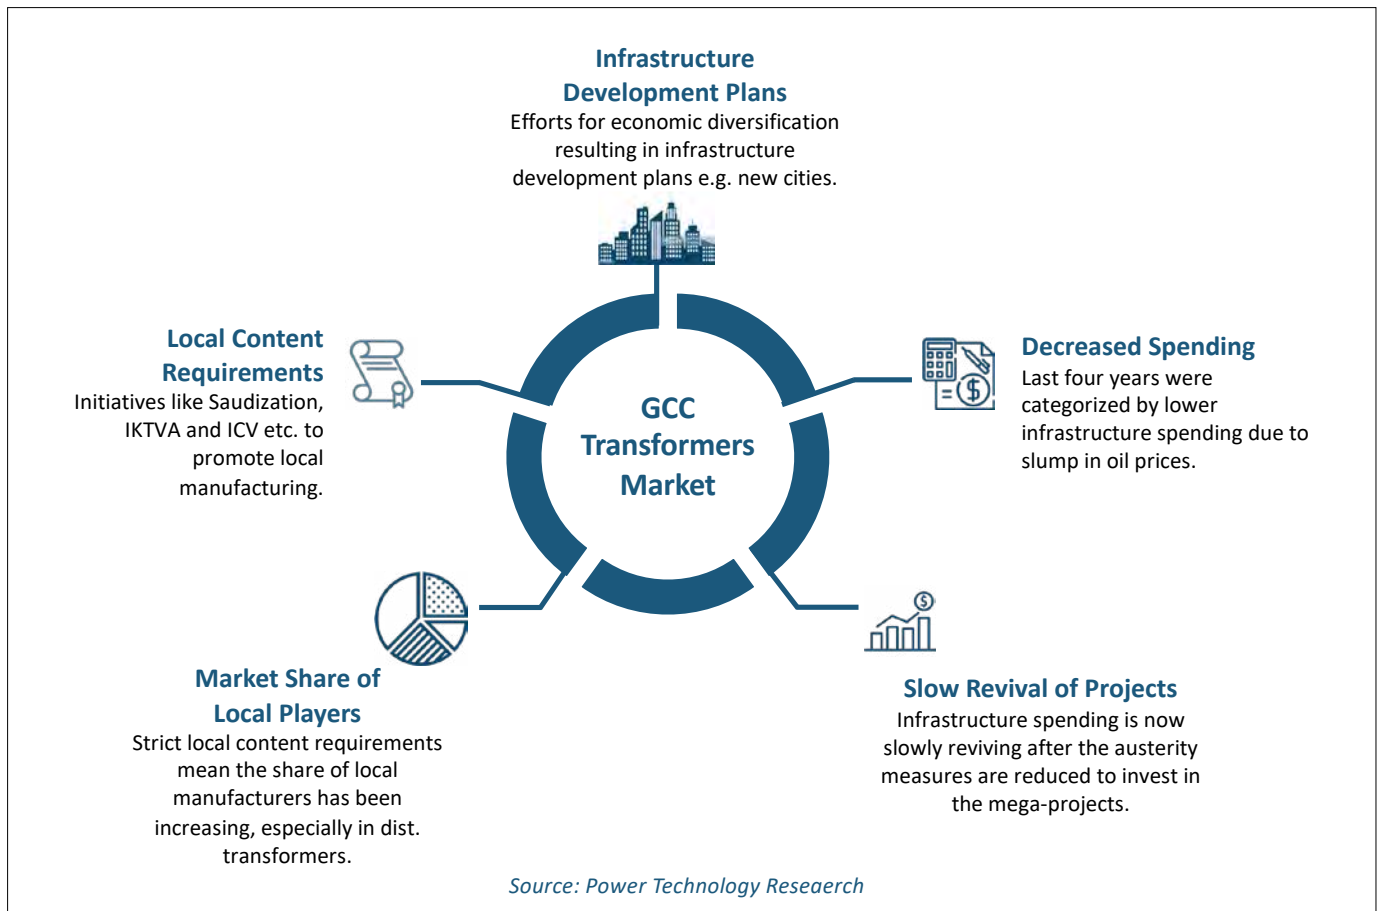 Infrastructure
Development Plans
Efforts for economic diversification
resulting in infrastructure
development plans e.g. new cities.
Local Content
Requirements
Initiatives like Saudization,
IKTVA and ICV etc. to
promote local
manufacturing.
GCC
Transformers
Market
Decreased Spending
Last four years were
categorized by lower
infrastructure spending due to
slump in oil prices.
$
Market Share of
Local Players
Strict local content requirements
mean the share of local
manufacturers has been
increasing, especially in dist.
transformers.
$
Slow Revival of Projects
Infrastructure spending is now
slowly reviving after the austerity
measures are reduced to invest in
the mega-projects.
Source: Power Technology Reseaerch